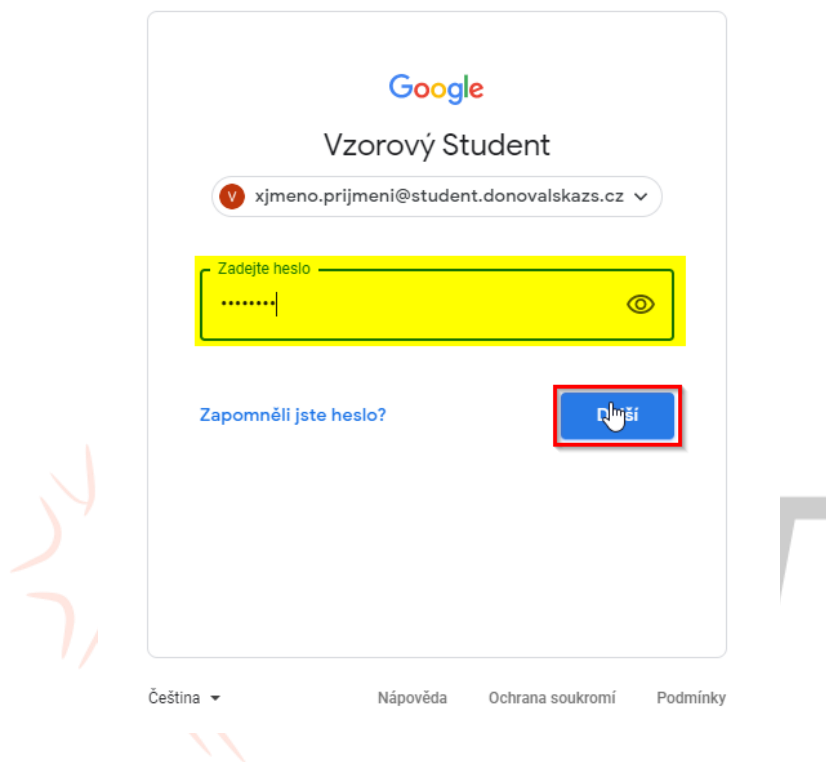 Google
Vzorový Student
V xjmeno.prijmeni@student.donovalskazs.cz
Zadejte heslo
••••••••
Zapomněli jste heslo?
Čeština
Nápověda Ochrana soukromí Podmínky